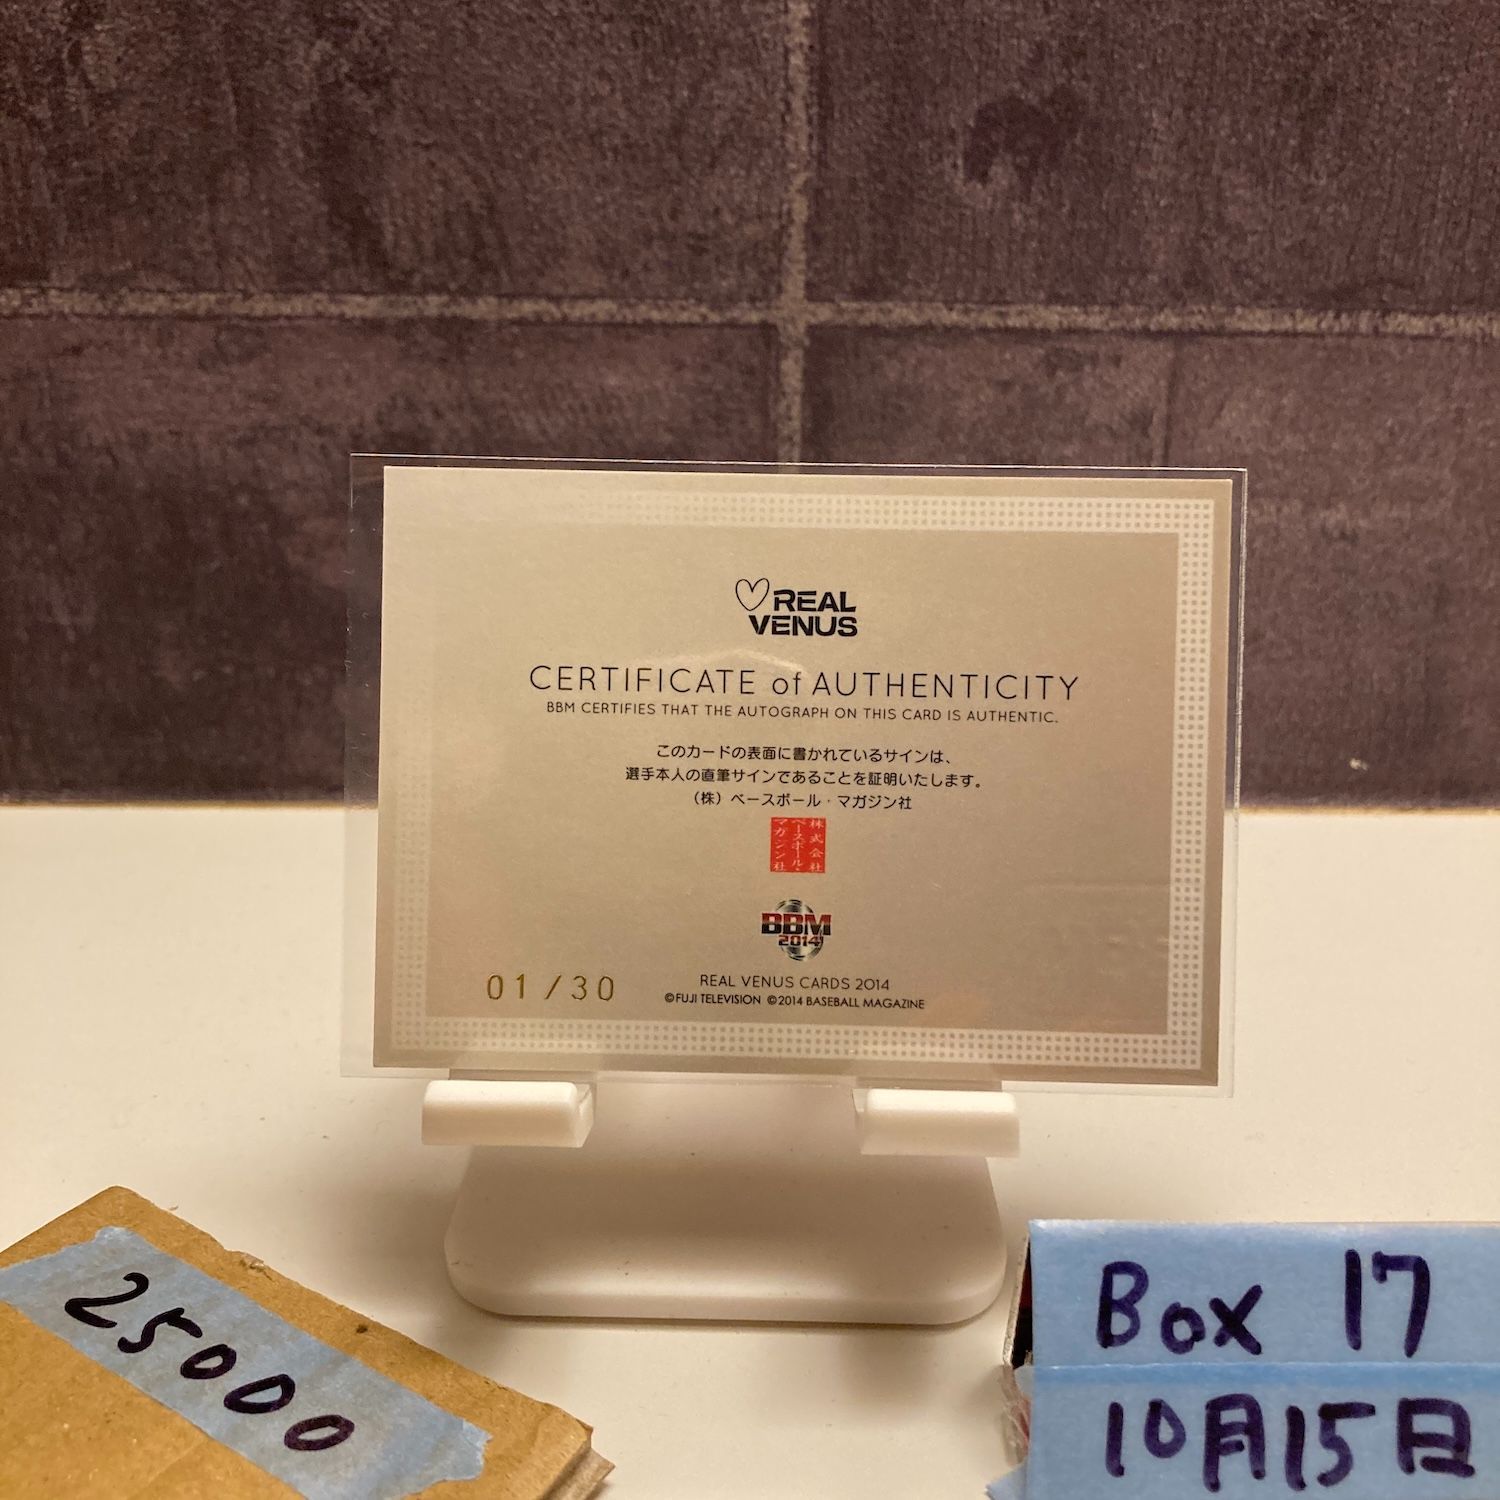 REAL
VENUS
CERTIFICATE of AUTHENTICITY
BBM CERTIFIES THAT THE AUTOGRAPH ON THIS CARD IS AUTHENTIC.
このカードの表面に書かれているサインは、
選手本人の直筆サインであることを証明いたします。
（株）ベースボール・マガジン社
株式会社
ベースボール・
マガジン社
BBM
2014
01/30
REAL VENUS CARDS 2014
©FUJI TELEVISION ©2014 BASEBALL MAGAZINE
25000
Box 17
10月15日